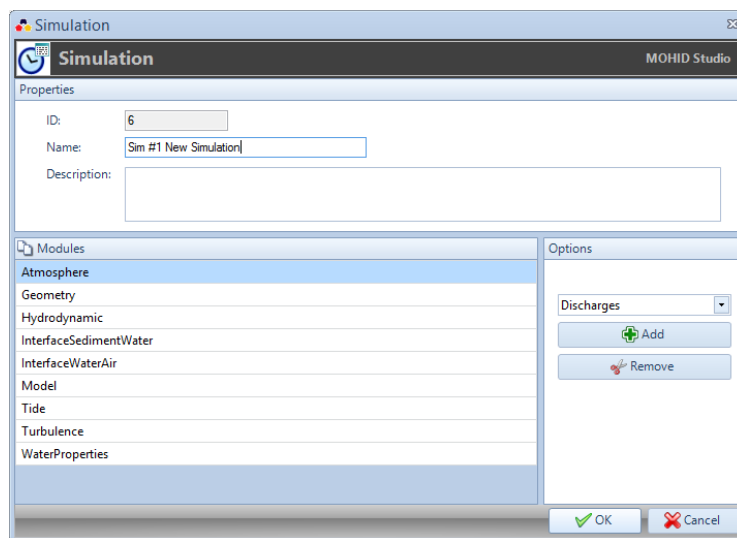 Simulation
Simulation
MOHID Studio
Properties
ID:
6
Name:
Sim #1 New Simulation
Description:
Modules
Atmosphere
Geometry
Hydrodynamic
InterfaceSedimentWater
InterfaceWaterAir
Model
Tide
Turbulence
WaterProperties
Options
Discharges
Add
Remove
OK
Cancel